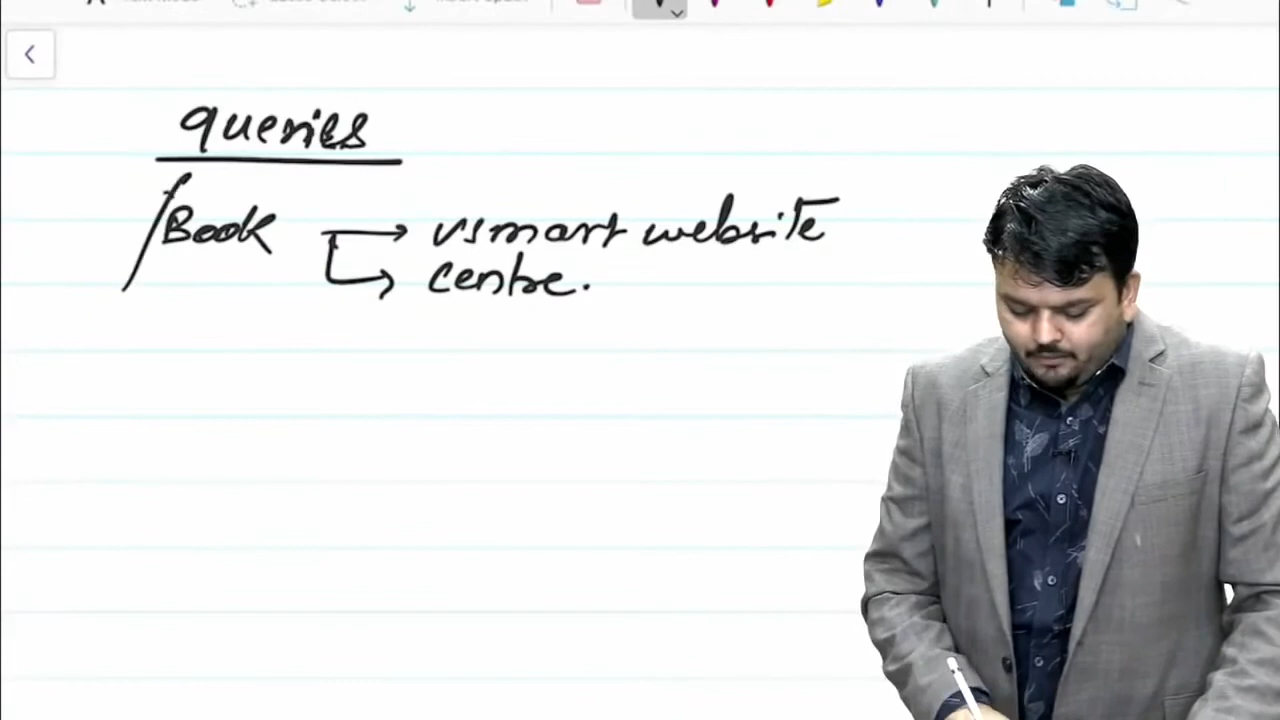 queries
Book → vsmart website
centre.